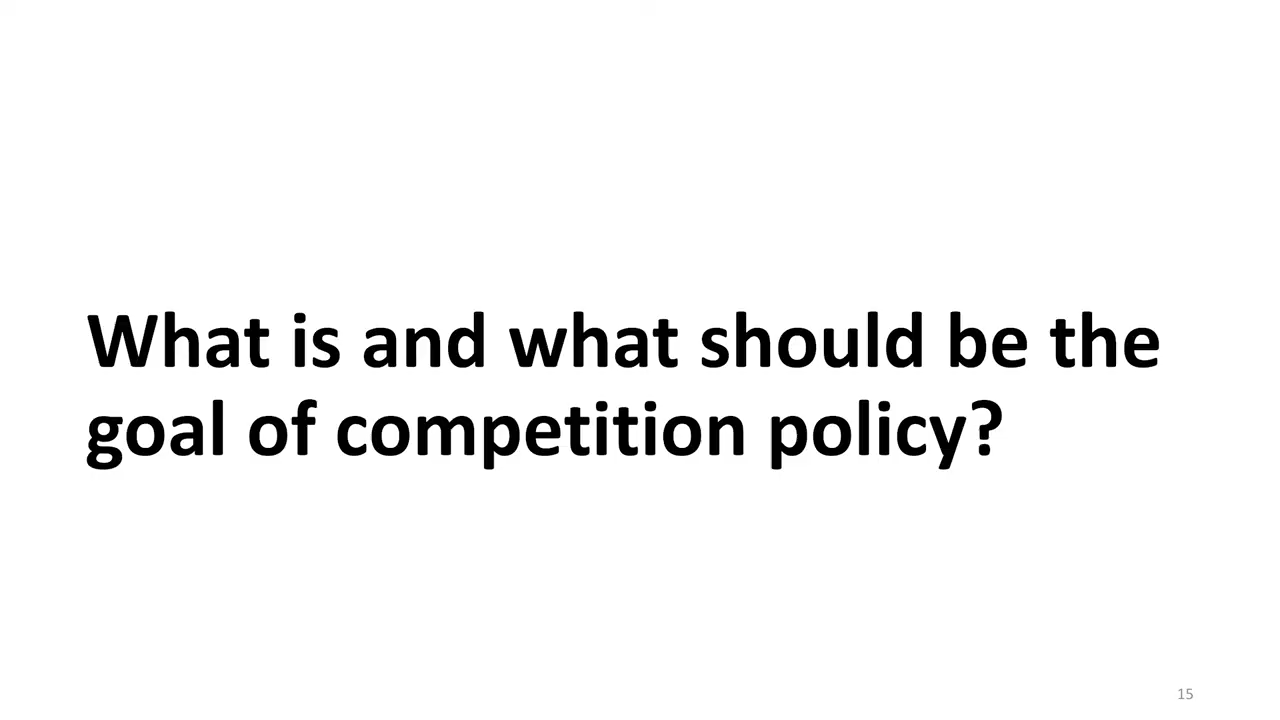 What is and what should be the
goal of competition policy?
15